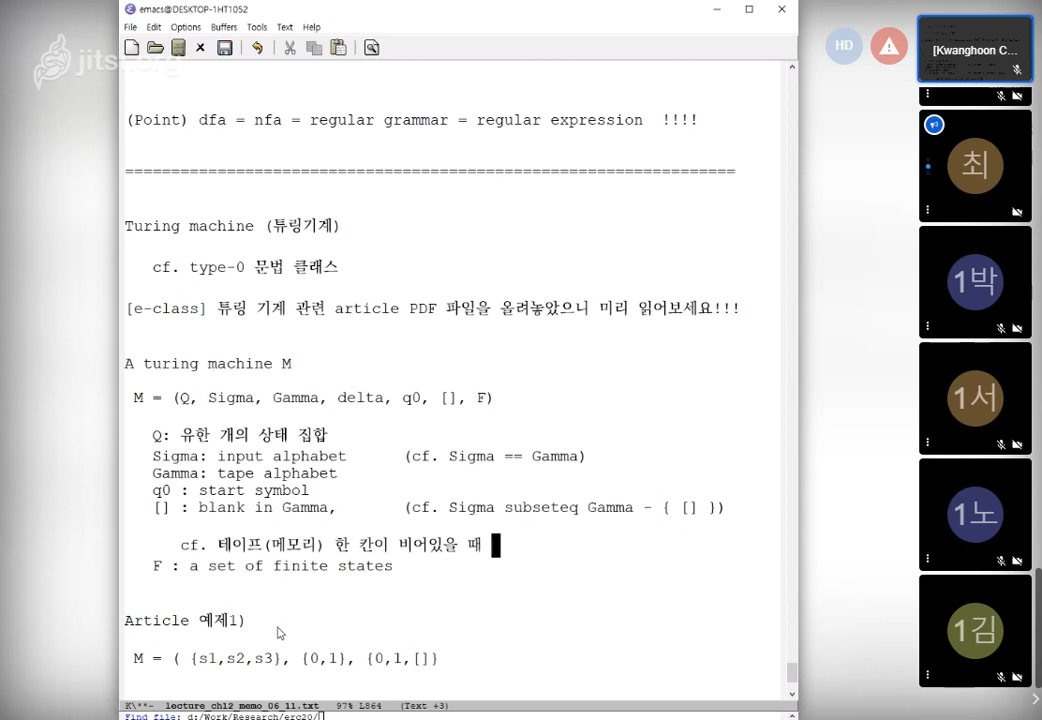 emacs@DESKTOP-1HT1052
File Edit Options Buffers Tools Text Help
jitsi.org
HD
[Kwanghoon C...
(Point) dfa = nfa = regular grammar = regular expression !!!!
==================================================================
Turing machine (튜링기계)
cf. type-0 문법 클래스
[e-class] 튜링 기계 관련 article PDF 파일을 올려놓았으니 미리 읽어보세요!!!
A turing machine M
M = (Q, Sigma, Gamma, delta, q0, [], F)
Q: 유한 개의 상태 집합
Sigma: input alphabet (cf. Sigma == Gamma)
Gamma: tape alphabet
q0 : start symbol
[] : blank in Gamma, (cf. Sigma subseteq Gamma - { [] })
cf. 테이프(메모리) 한 칸이 비어있을 때
F : a set of finite states
Article 예제1)
M = ( {s1,s2,s3}, {0,1}, {0,1,[]}
K\**- lecture_ch12_memo_06_11.txt 97% L864 (Text +3)
Find file: d:/Work/Research/erc20/
최
1박
1서
1노
1김